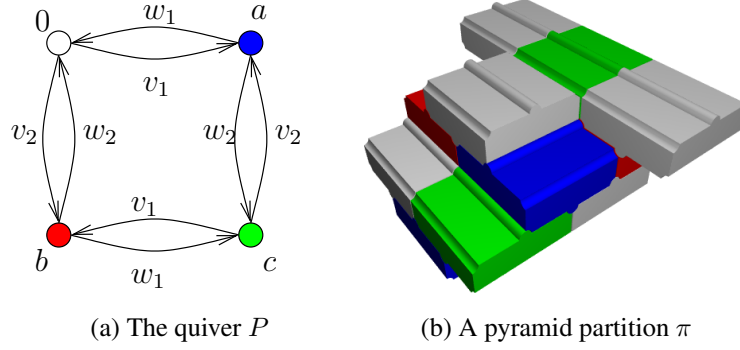 0 w₁ a
v₁
v₂ w₂ w₂ v₂
v₁
b w₁ c
(a) The quiver P (b) A pyramid partition π